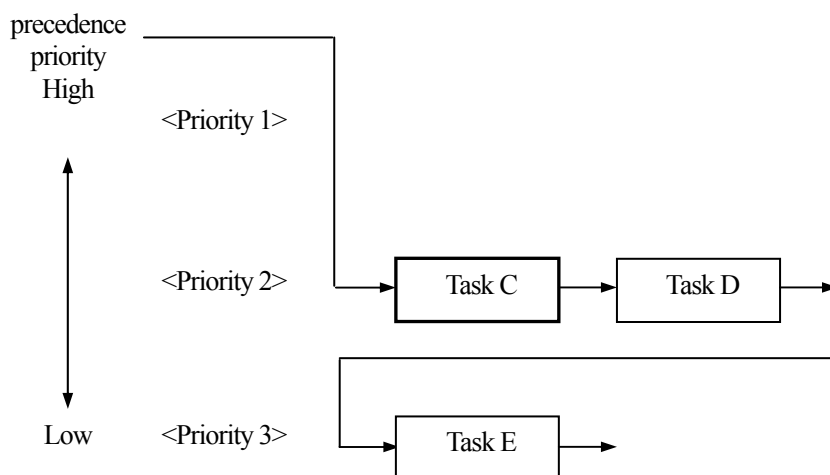 precedence
priority
High
<Priority 1>
<Priority 2>
Task C
Task D
Low
<Priority 3>
Task E